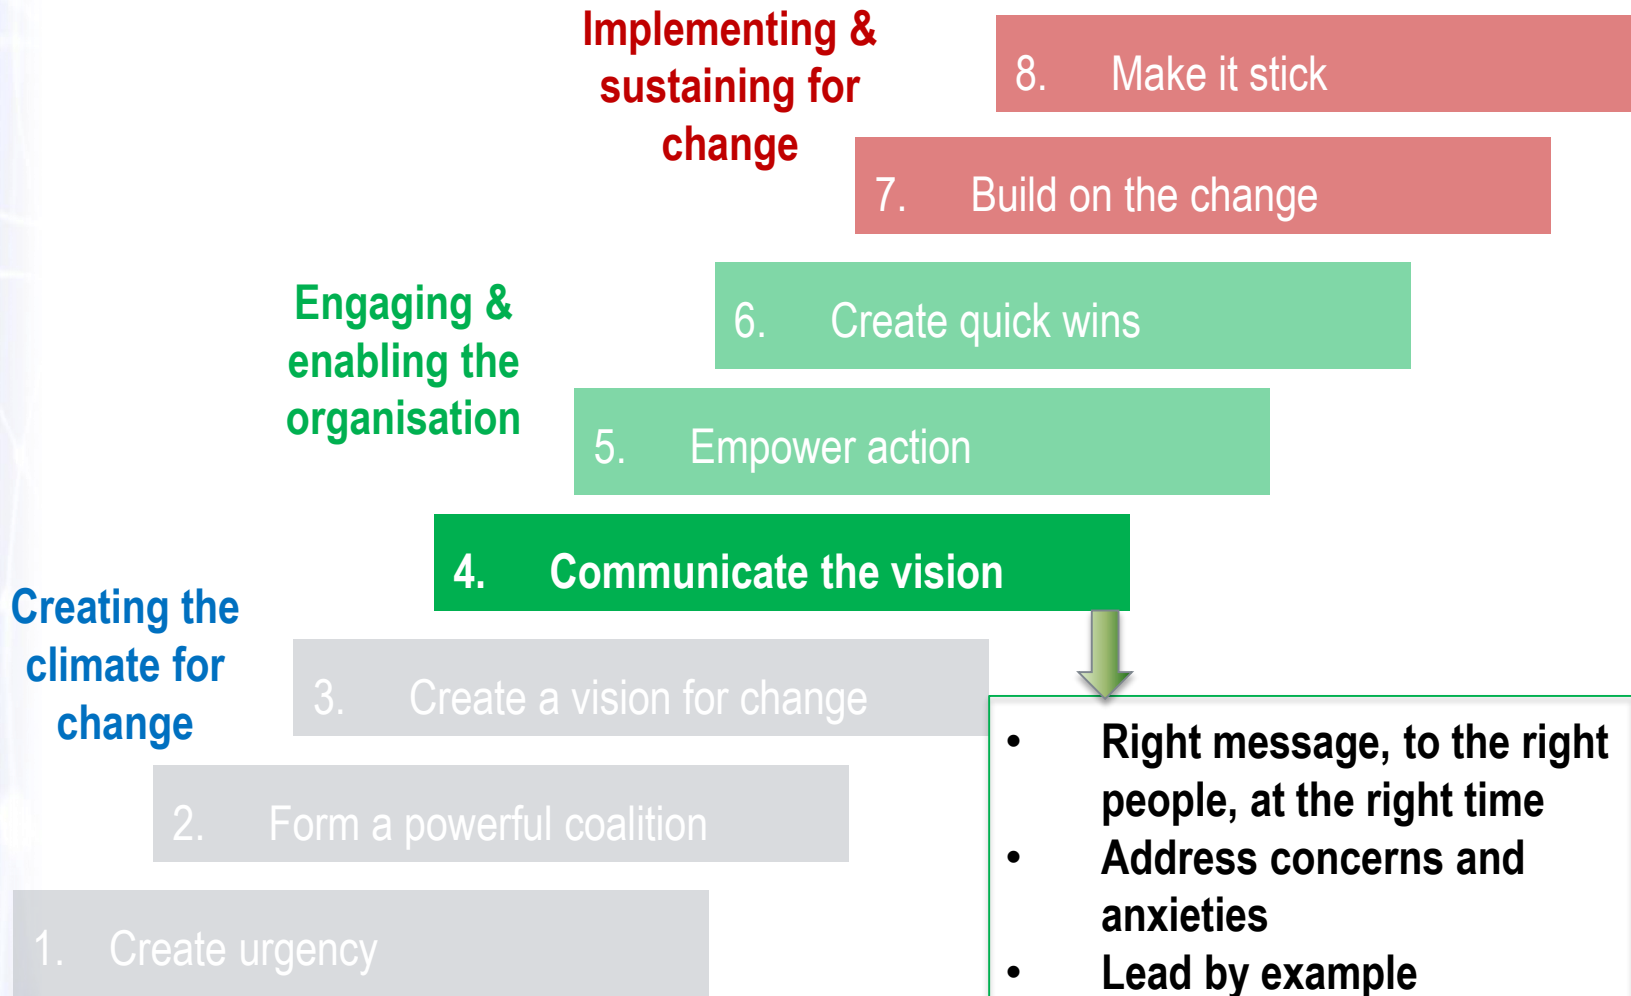 Implementing &
sustaining for
change
8. Make it stick
7. Build on the change
Engaging &
enabling the
organisation
6. Create quick wins
5. Empower action
4. Communicate the vision
Creating the
climate for
change
3. Create a vision for change
2. Form a powerful coalition
1. Create urgency
• Right message, to the right
people, at the right time
• Address concerns and
anxieties
• Lead by example